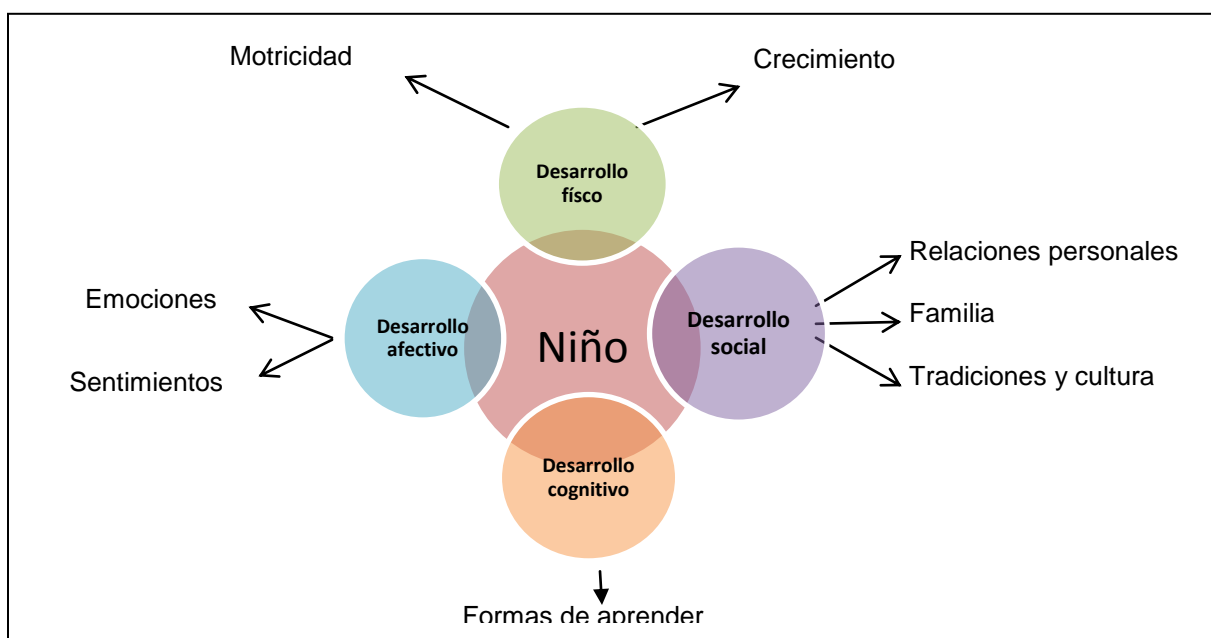 Motricidad
Crecimiento
Desarrollo
físco
Relaciones personales
Emociones
Desarrollo
afectivo
Niño
Desarrollo
social
Familia
Sentimientos
Tradiciones y cultura
Desarrollo
cognitivo
Formas de aprender